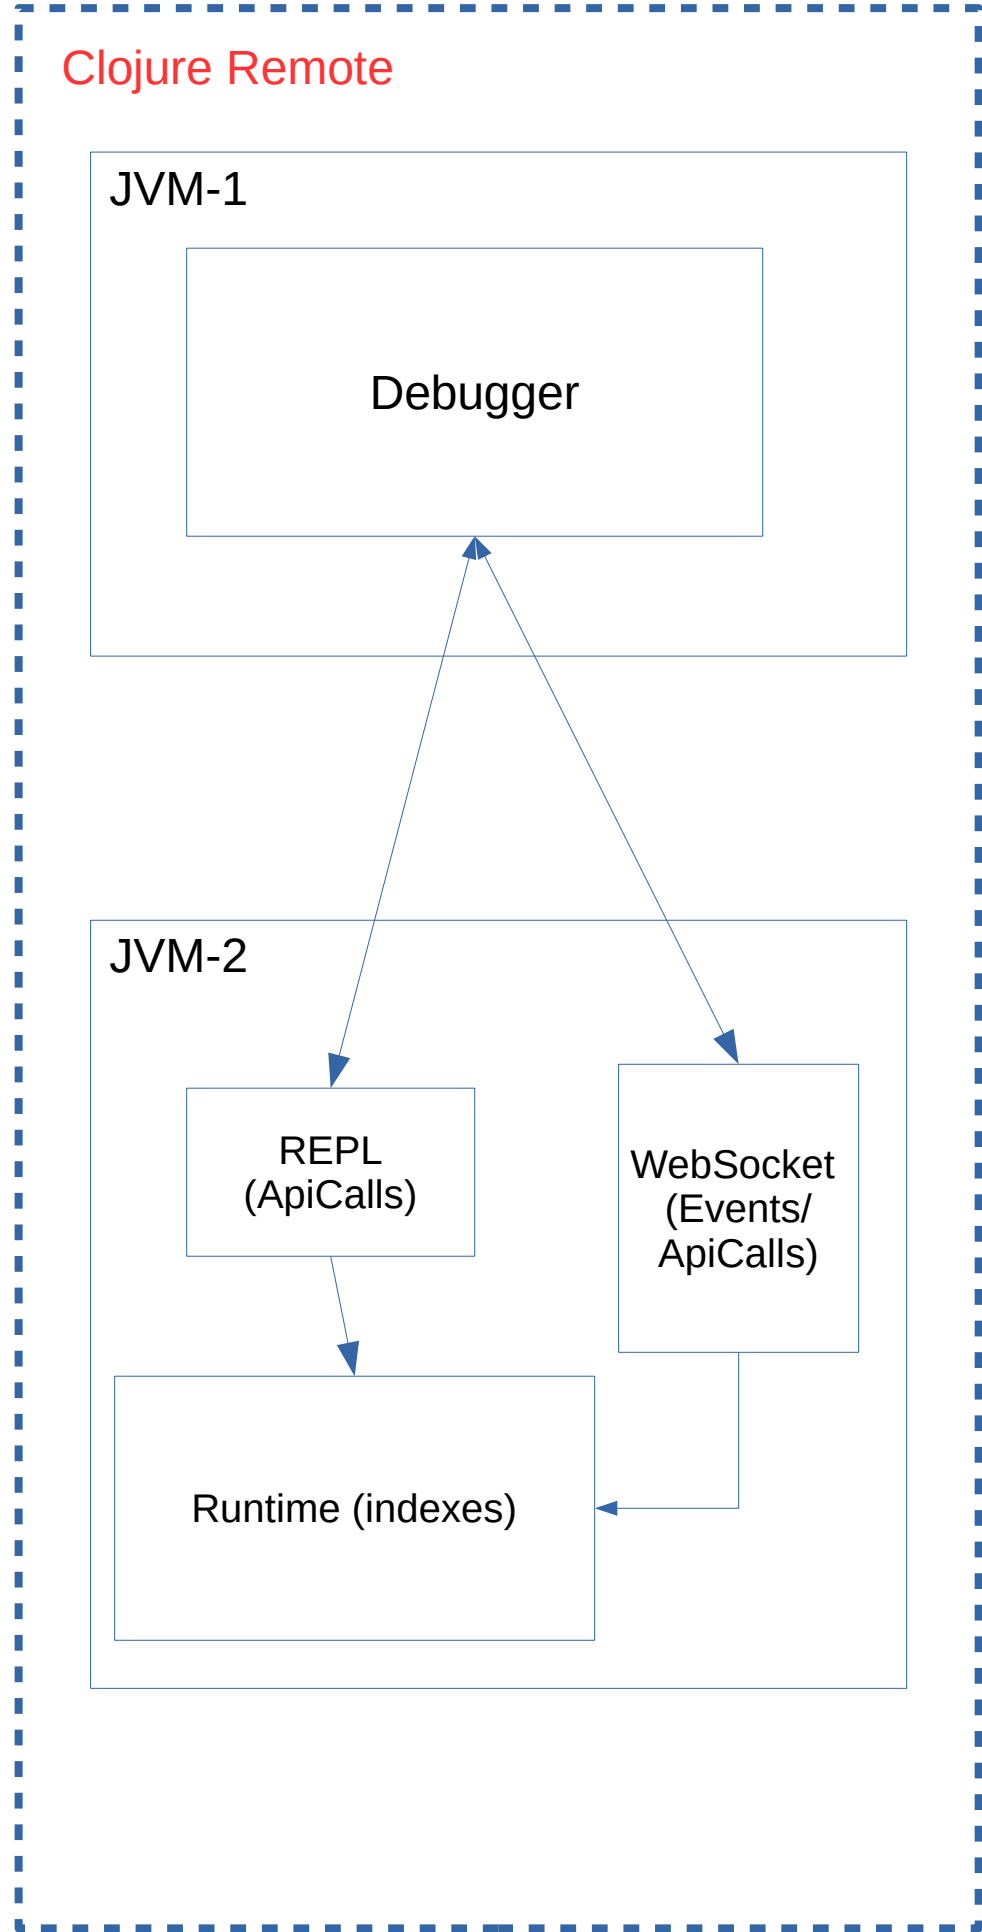 Clojure Remote
JVM-1
Debugger
JVM-2
REPL
(ApiCalls)
WebSocket
(Events/
ApiCalls)
Runtime (indexes)